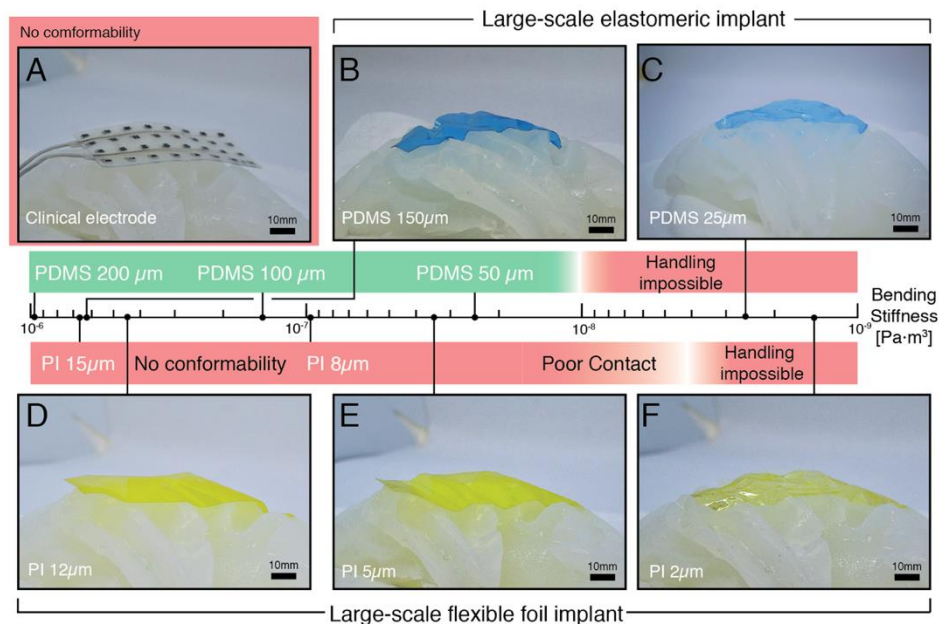 Large-scale elastomeric implant
No comformability
A
Clinical electrode
10mm
B
PDMS 150µm
10mm
C
PDMS 25µm
10mm
PDMS 200 µm
PDMS 100 µm
PDMS 50 µm
Handling
impossible
10⁻⁶
10⁻⁷
10⁻⁸
10⁻⁹
Bending
Stiffness
[Pa·m³]
PI 15µm
No conformability
PI 8µm
Poor Contact
Handling
impossible
D
PI 12µm
10mm
E
PI 5µm
10mm
F
PI 2µm
10mm
Large-scale flexible foil implant